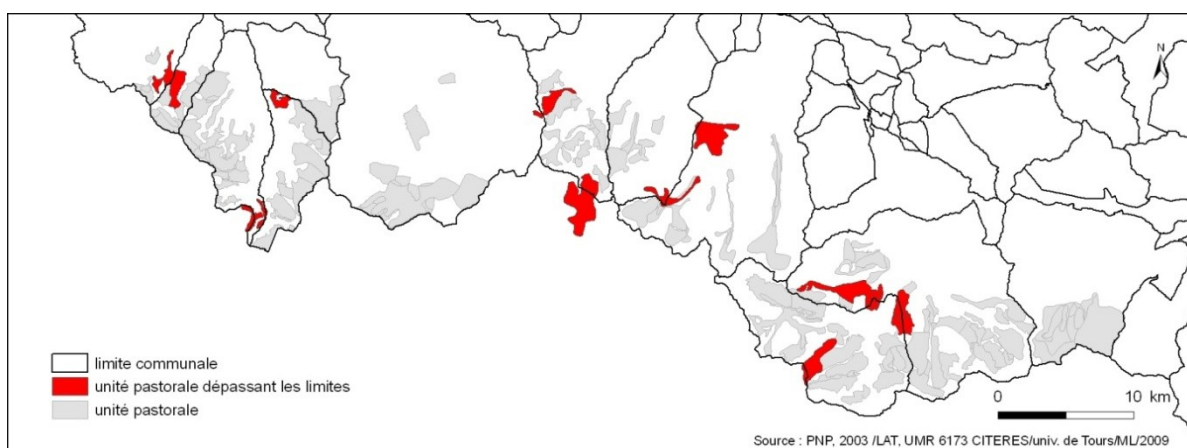 N
limite communale
unité pastorale dépassant les limites
unité pastorale
0 10 km
Source : PNP, 2003 /LAT, UMR 6173 CITERES/univ. de Tours/ML/2009